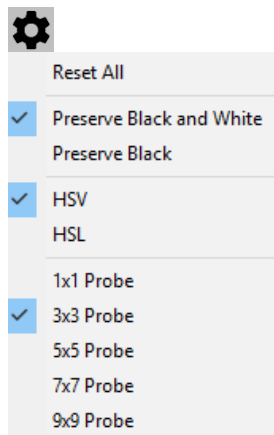 Reset All
Preserve Black and White
Preserve Black
HSV
HSL
1x1 Probe
3x3 Probe
5x5 Probe
7x7 Probe
9x9 Probe